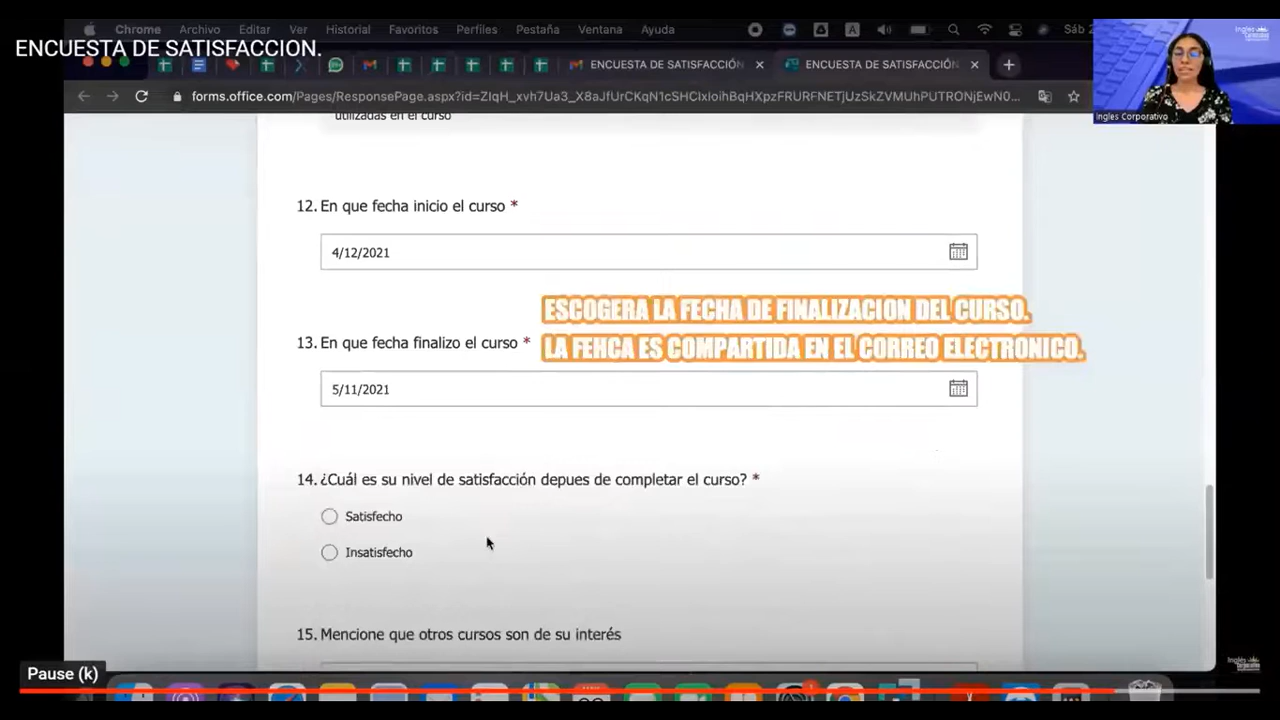 Chrome Archivo Editar Ver Historial Favoritos Perfiles Pestaña Ventana Ayuda Sáb 2
ENCUESTA DE SATISFACCION.
ENCUESTA DE SATISFACCIÓN
ENCUESTA DE SATISFACCIÓN
forms.office.com/Pages/ResponsePage.aspx?
Ingles Corporativo
utilizadas en el curso
12. En que fecha inicio el curso *
4/12/2021
ESCOGERA LA FECHA DE FINALIZACION DEL CURSO.
13. En que fecha finalizo el curso *
LA FEHCA ES COMPARTIDA EN EL CORREO ELECTRONICO.
5/11/2021
14. ¿Cuál es su nivel de satisfacción depues de completar el curso? *
Satisfecho
Insatisfecho
15. Mencione que otros cursos son de su interés
Pause (k)
Inglés
Corporativo